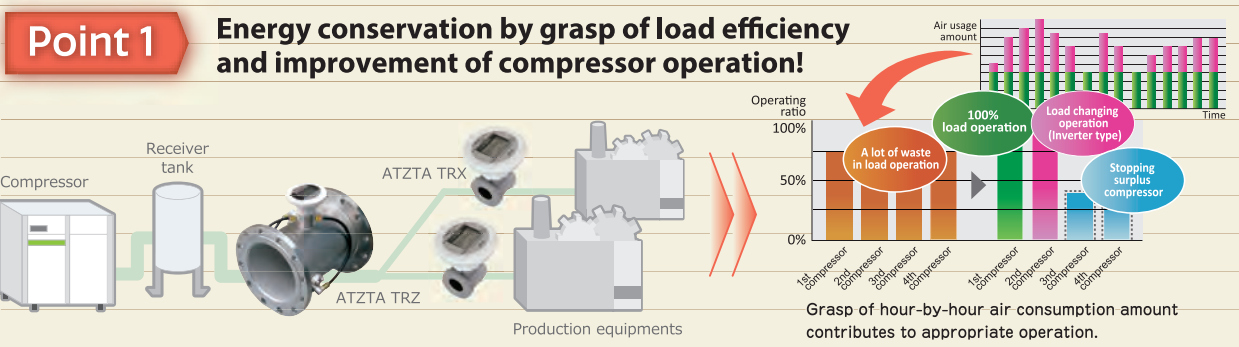 Point 1
Energy conservation by grasp of load efficiency
and improvement of compressor operation!
Compressor
Receiver
tank
ATZTA TRZ
ATZTA TRX
Production equipments
Air usage
amount
Time
Operating
ratio
100%
50%
0%
A lot of waste
in load operation
100%
load operation
Load changing
operation
(Inverter type)
Stopping
surplus
compressor
1st
compressor
2nd
compressor
3nd
compressor
4th
compressor
1st
compressor
2nd
compressor
3nd
compressor
4th
compressor
Grasp of hour-by-hour air consumption amount
contributes to appropriate operation.